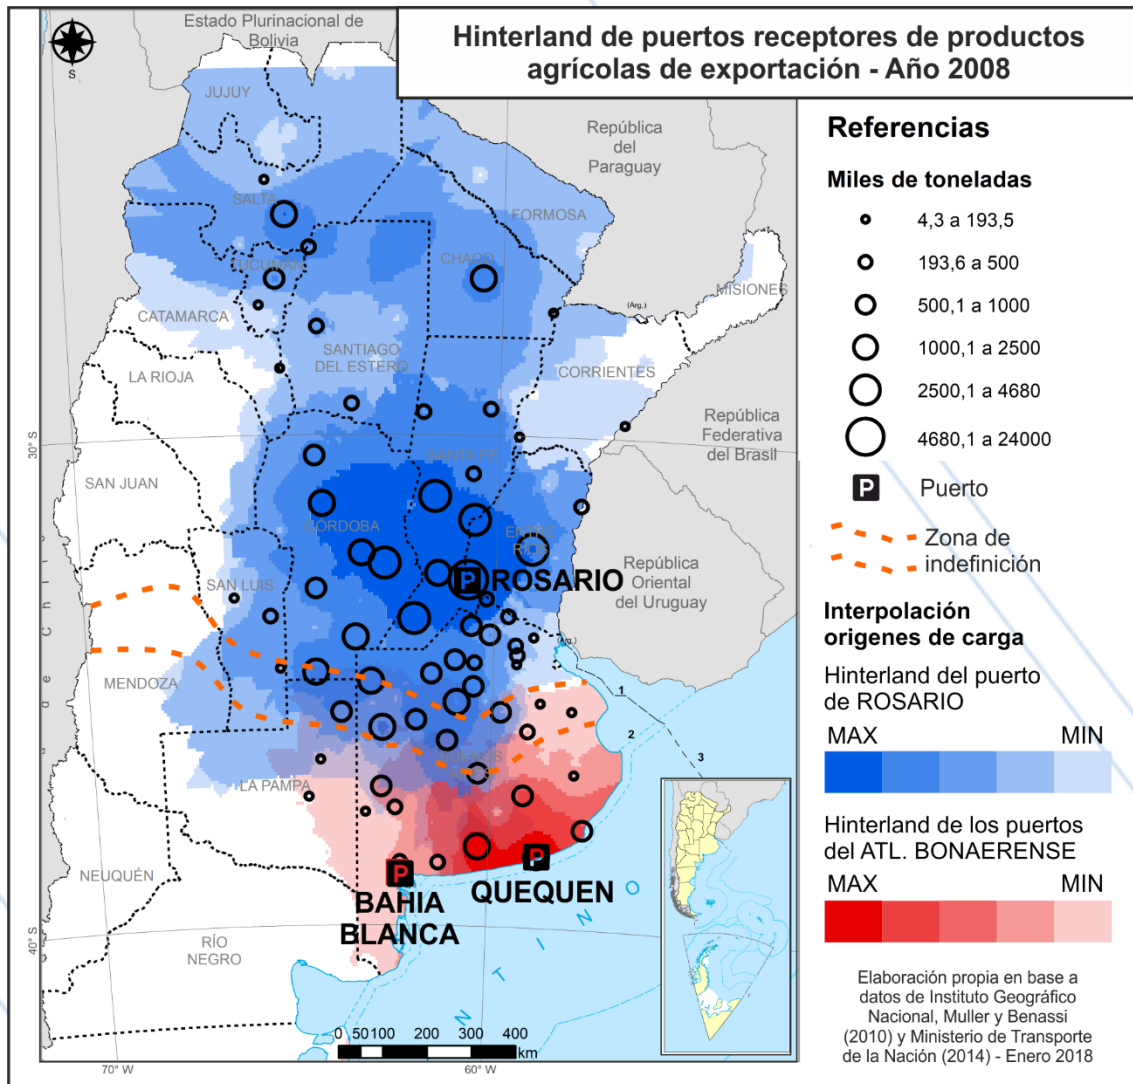 Hinterland de puertos receptores de productos
agrícolas de exportación - Año 2008
Estado Plurinacional de
Bolivia
S
JUJUY
República
del
Paraguay
SALTA
FORMOSA
TUCUMÁN
CHACO
MISIONES
(Arg.)
CATAMARCA
SANTIAGO
DEL ESTERO
LA RIOJA
CORRIENTES
República
Federativa
del Brasil
30° S
SANTA FE
SAN JUAN
CÓRDOBA
ENTRE
RÍOS
P
ROSARIO
República
Oriental
del Uruguay
SAN LUIS
(Arg.)
MENDOZA
1
2
3
BUENOS
AIRES
LA PAMPA
NEUQUÉN
P
P
BAHIA
BLANCA
QUEQUEN
RÍO
NEGRO
40° S
N T I N O
0 50 100 200 300 400
km
70° W
60° W
Referencias
Miles de toneladas
4,3 a 193,5
193,6 a 500
500,1 a 1000
1000,1 a 2500
2500,1 a 4680
4680,1 a 24000
P Puerto
Zona de
indefinición
Interpolación
origenes de carga
Hinterland del puerto
de ROSARIO
MAX MIN
Hinterland de los puertos
del ATL. BONAERENSE
MAX MIN
Elaboración propia en base a
datos de Instituto Geográfico
Nacional, Muller y Benassi
(2010) y Ministerio de Transporte
de la Nación (2014) - Enero 2018